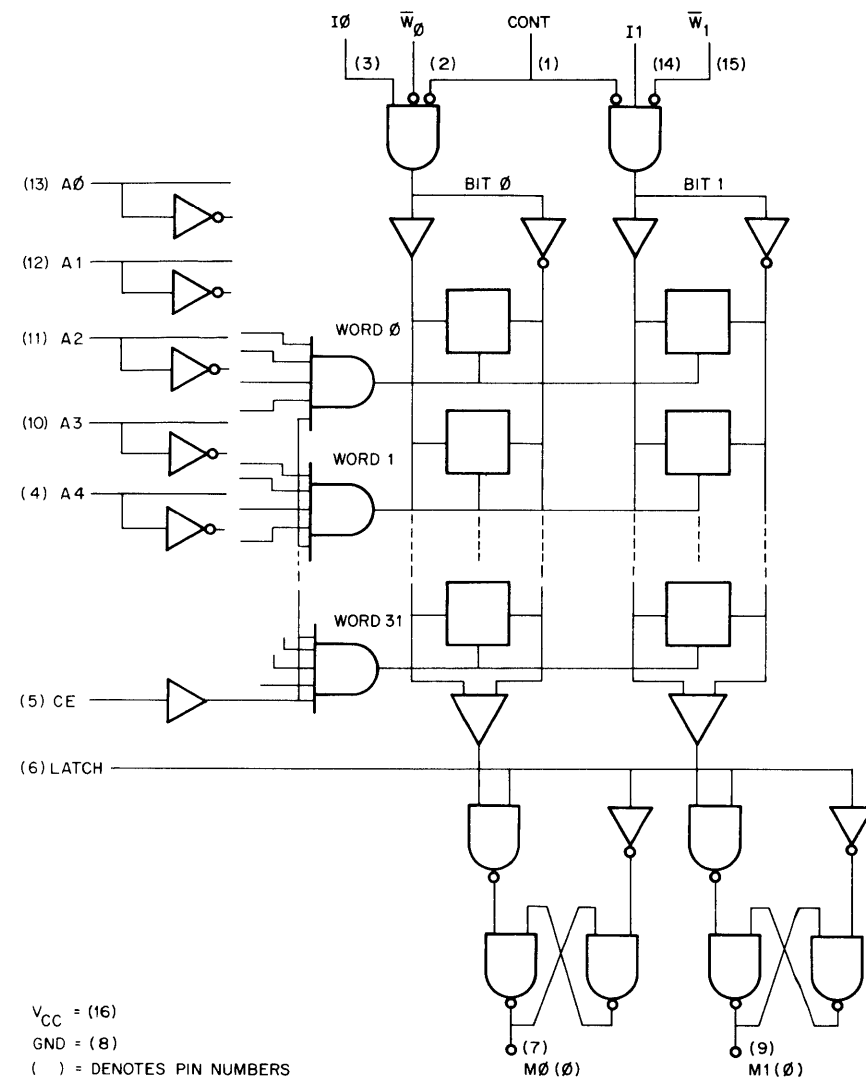 IØ W̅Ø CONT I1 W̅1
(3) (2) (1) (14) (15)
BIT Ø BIT 1
(13) AØ
(12) A1
(11) A2
WORD Ø
(10) A3
WORD 1
(4) A4
WORD 31
(5) CE
(6) LATCH
VCC = (16)
GND = (8)
( ) = DENOTES PIN NUMBERS
(7)
MØ(Ø)
(9)
M1(Ø)